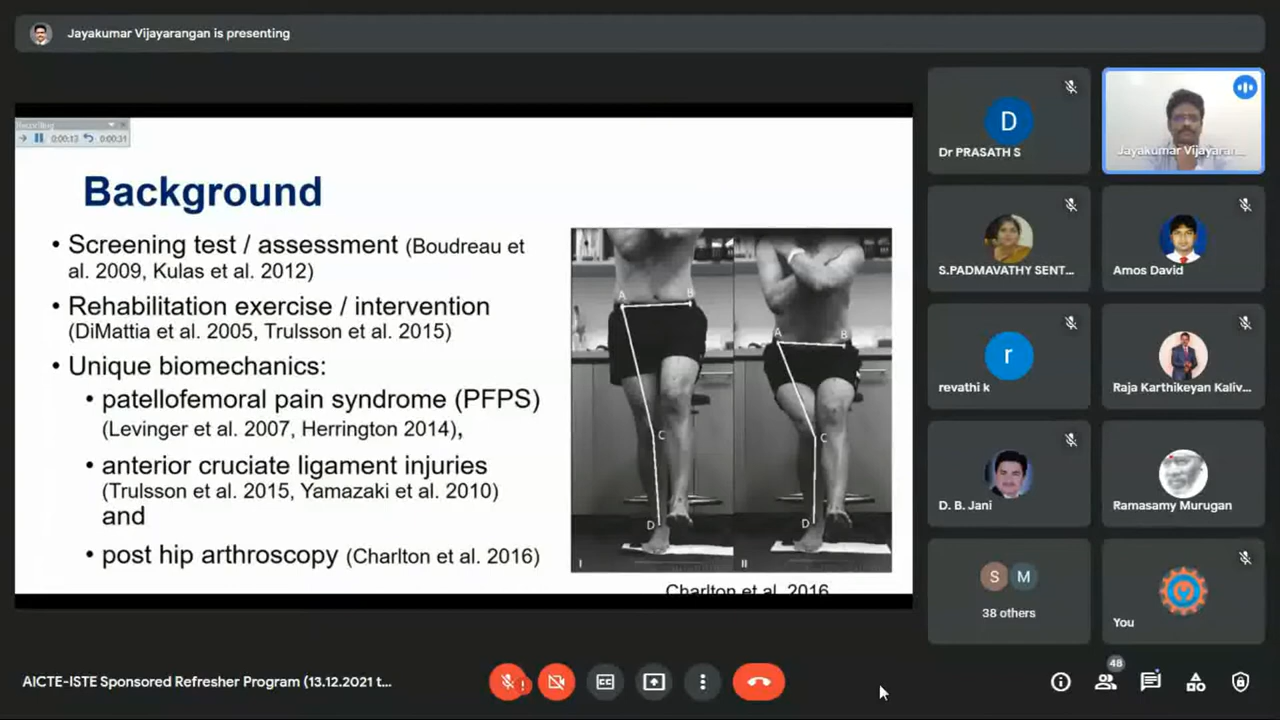 Jayakumar Vijayarangan is presenting
Recording
0:00:13
0:00:31
Background
• Screening test / assessment (Boudreau et
al. 2009, Kulas et al. 2012)
• Rehabilitation exercise / intervention
(DiMattia et al. 2005, Trulsson et al. 2015)
• Unique biomechanics:
• patellofemoral pain syndrome (PFPS)
(Levinger et al. 2007, Herrington 2014),
• anterior cruciate ligament injuries
(Trulsson et al. 2015, Yamazaki et al. 2010)
and
• post hip arthroscopy (Charlton et al. 2016)
A B
C
D
I
A B
C
D
II
Charlton et al. 2016
D
Dr PRASATH S
Jayakumar Vijayaran...
S.PADMAVATHY SENT...
Amos David
r
revathi k
Raja Karthikeyan Kaliv...
D. B. Jani
Ramasamy Murugan
S M
38 others
You
AICTE-ISTE Sponsored Refresher Program (13.12.2021 t...
CC
48